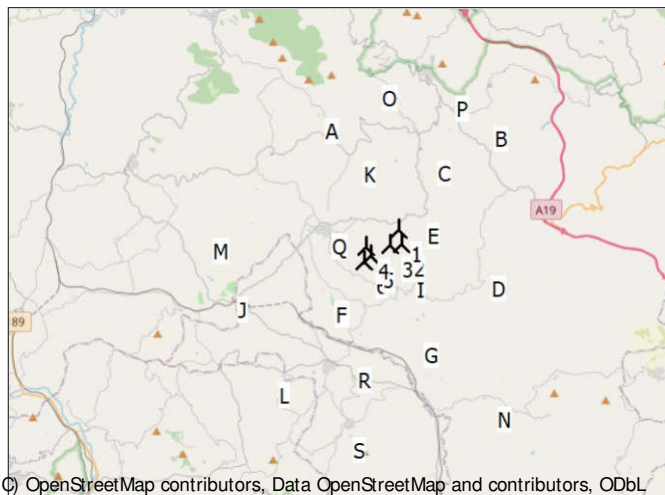 O
P
A
B
K
C
A19
E
Q
M
1
4
32
5
I
D
J
F
89
G
R
L
N
S
C) OpenStreetMap contributors, Data OpenStreetMap and contributors, ODbL